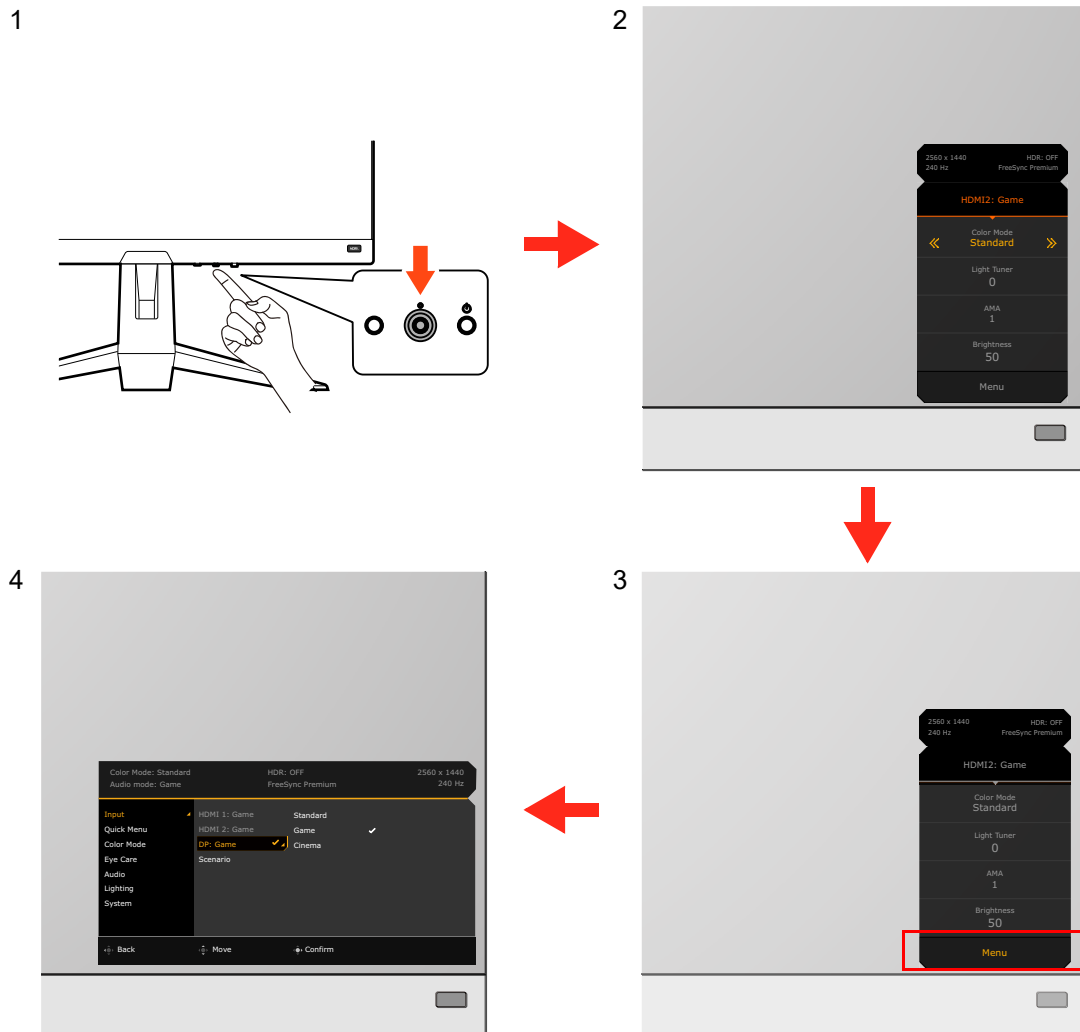 1
HDRi
2
2560 x 1440 HDR: OFF
240 Hz FreeSync Premium
HDMI2: Game
Color Mode
Standard
Light Tuner
0
AMA
1
Brightness
50
Menu
3
2560 x 1440 HDR: OFF
240 Hz FreeSync Premium
HDMI2: Game
Color Mode
Standard
Light Tuner
0
AMA
1
Brightness
50
Menu
4
Color Mode: Standard HDR: OFF 2560 x 1440
Audio mode: Game FreeSync Premium 240 Hz
Input HDMI 1: Game Standard
Quick Menu HDMI 2: Game Game
Color Mode DP: Game Cinema
Eye Care Scenario
Audio
Lighting
System
Back Move Confirm